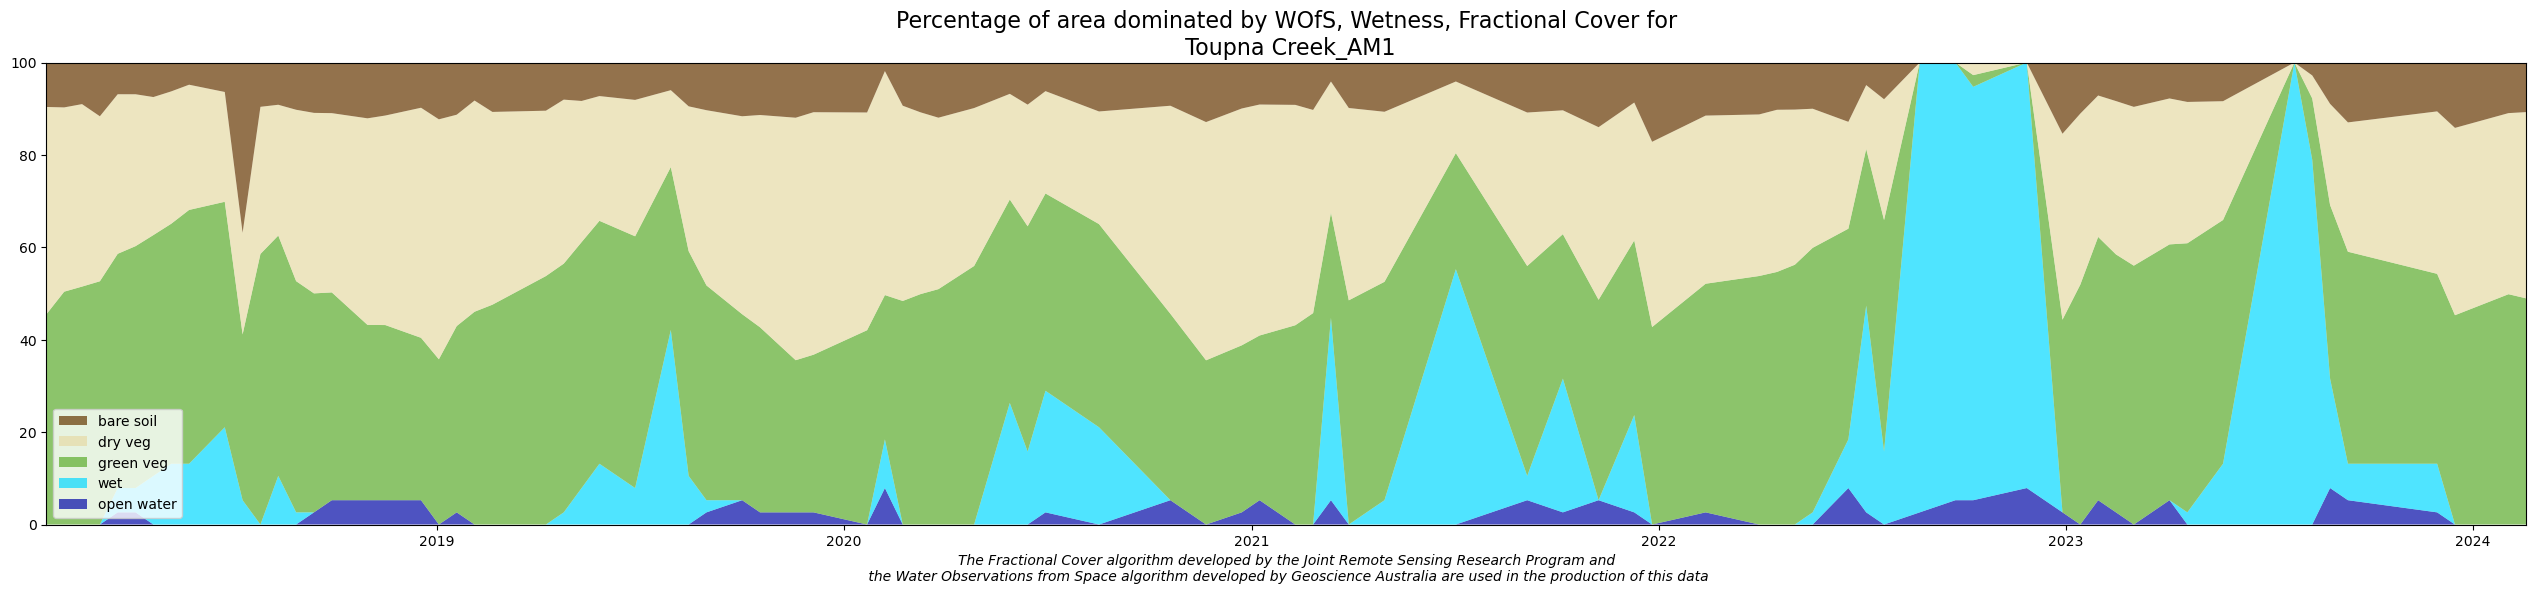 Percentage of area dominated by WOfS, Wetness, Fractional Cover for
Toupna Creek_AM1
100
80
60
40
20
0
bare soil
dry veg
green veg
wet
open water
2019
2020
2021
2022
2023
2024
The Fractional Cover algorithm developed by the Joint Remote Sensing Research Program and
the Water Observations from Space algorithm developed by Geoscience Australia are used in the production of this data